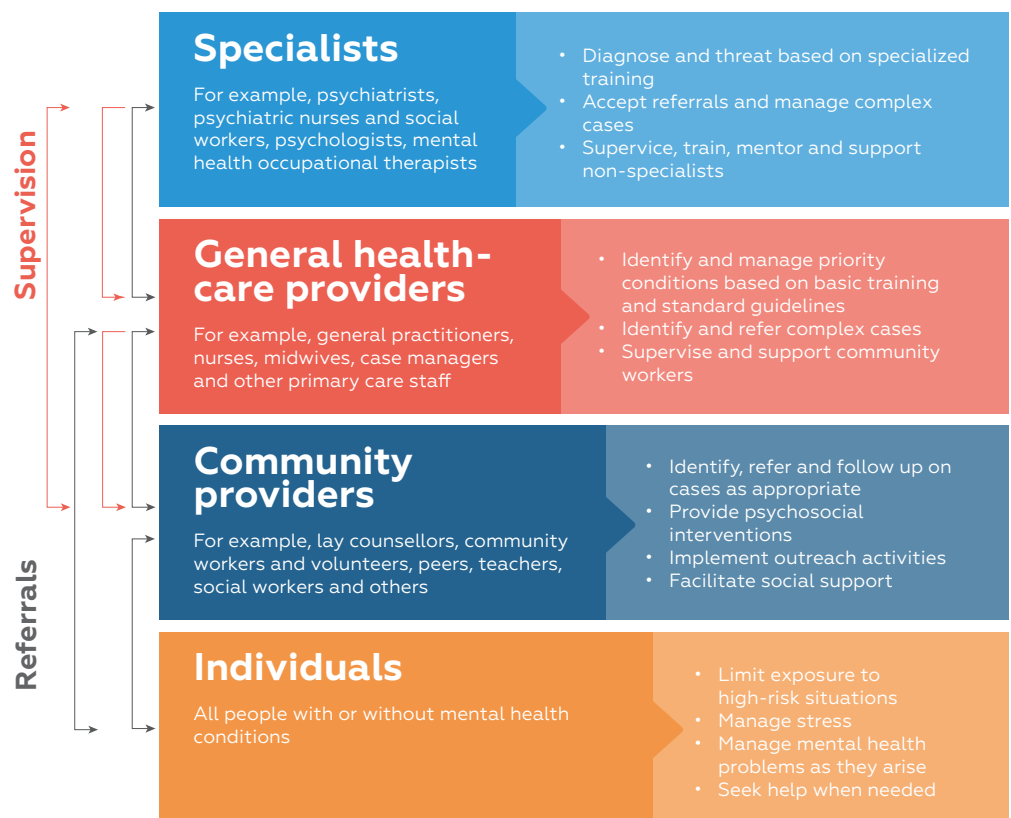 Supervision
Referrals
Specialists
For example, psychiatrists,
psychiatric nurses and social
workers, psychologists, mental
health occupational therapists
• Diagnose and threat based on specialized
training
• Accept referrals and manage complex
cases
• Supervice, train, mentor and support
non-specialists
General health-
care providers
For example, general practitioners,
nurses, midwives, case managers
and other primary care staff
• Identify and manage priority
conditions based on basic training
and standard guidelines
• Identify and refer complex cases
• Supervise and support community
workers
Community
providers
For example, lay counsellors, community
workers and volunteers, peers, teachers,
social workers and others
• Identify, refer and follow up on
cases as appropriate
• Provide psychosocial
interventions
• Implement outreach activities
• Facilitate social support
Individuals
All people with or without mental health
conditions
• Limit exposure to
high-risk situations
• Manage stress
• Manage mental health
problems as they arise
• Seek help when needed